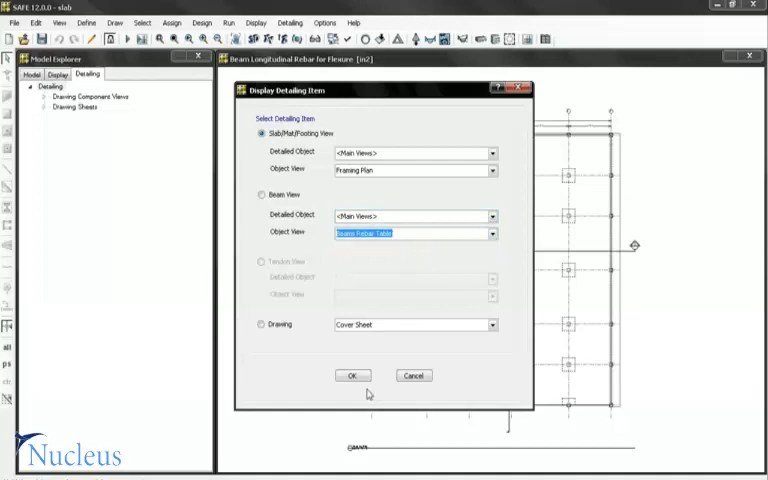 SAFE 12.0.0 - slab
File Edit View Define Draw Select Assign Design Run Display Detailing Options Help
Model Explorer
Beam Longitudinal Rebar for Flexure [in2]
Model Display Detailing
Detailing
Drawing Component Views
Drawing Sheets
Display Detailing Item
Select Detailing Item
Slab/Mat/Footing View
Detailed Object <Main Views>
Object View Framing Plan
Beam View
Detailed Object <Main Views>
Object View Beams Rebar Table
Tendon View
Detailed Object
Object View
Drawing Cover Sheet
OK Cancel
all
ps
Nucleus